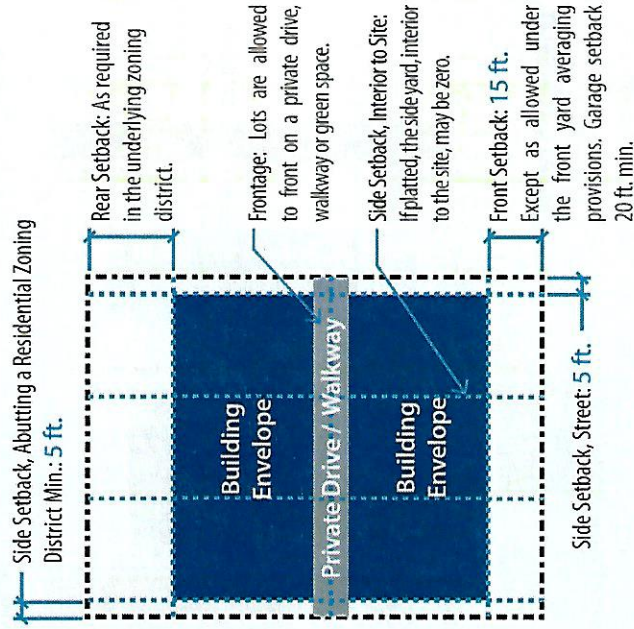 Side Setback, Abutting a Residential Zoning
District Min.: 5 ft.
Rear Setback: As required
in the underlying zoning
district.
Building
Envelope
Frontage: Lots are allowed
to front on a private drive,
walkway or green space.
Private Drive / Walkway
Side Setback, Interior to Site:
If platted, the side yard, interior
to the site, may be zero.
Building
Envelope
Side Setback, Street: 5 ft.
Front Setback: 15 ft.
Except as allowed under
the front yard averaging
provisions. Garage setback
20 ft. min.